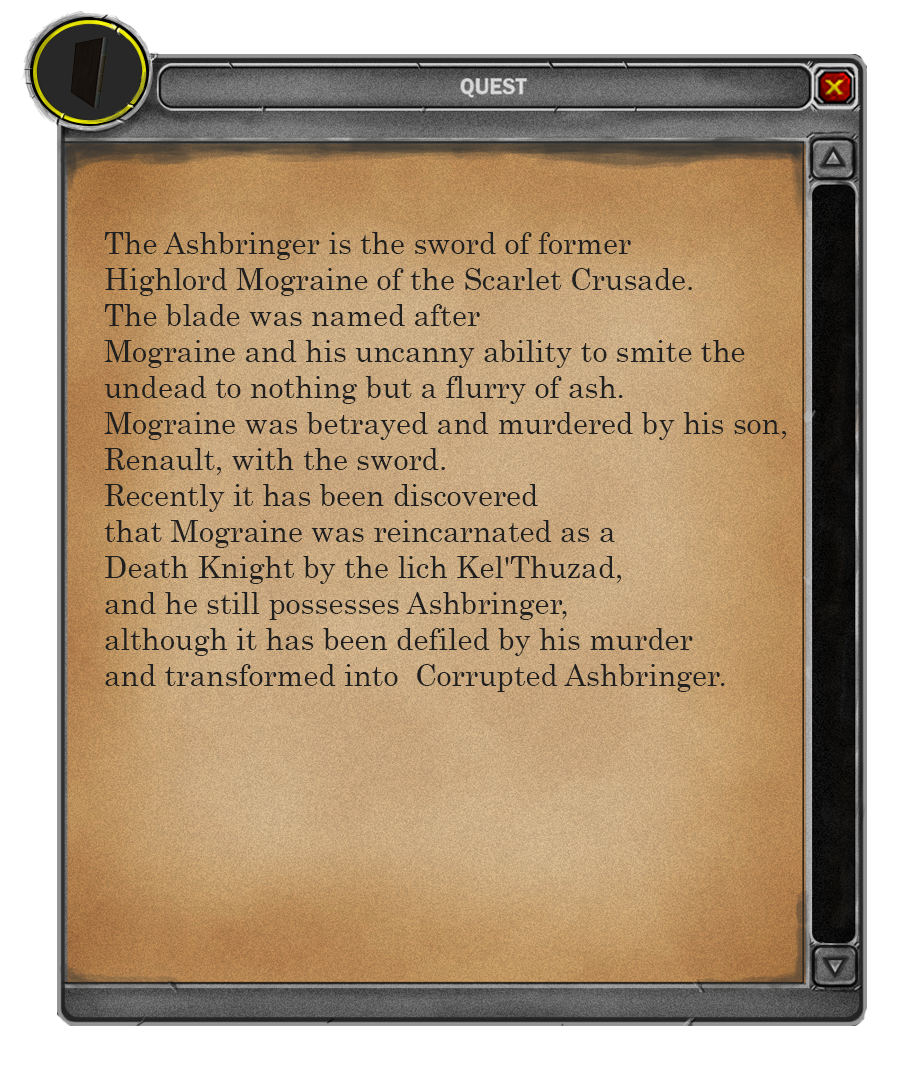 QUEST
The Ashbringer is the sword of former
Highlord Mograine of the Scarlet Crusade.
The blade was named after
Mograine and his uncanny ability to smite the
undead to nothing but a flurry of ash.
Mograine was betrayed and murdered by his son,
Renault, with the sword.
Recently it has been discovered
that Mograine was reincarnated as a
Death Knight by the lich Kel'Thuzad,
and he still possesses Ashbringer,
although it has been defiled by his murder
and transformed into  Corrupted Ashbringer.